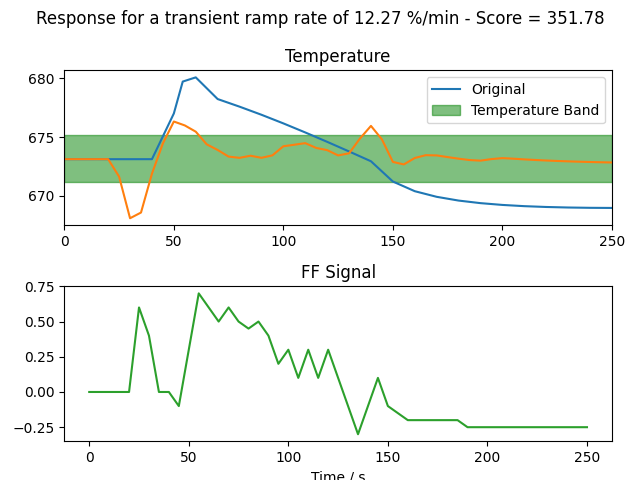 Response for a transient ramp rate of 12.27 %/min - Score = 351.78
Temperature
680
675
670
Original
Temperature Band
0 50 100 150 200 250
FF Signal
0.75
0.50
0.25
0.00
−0.25
0 50 100 150 200 250
Time / s